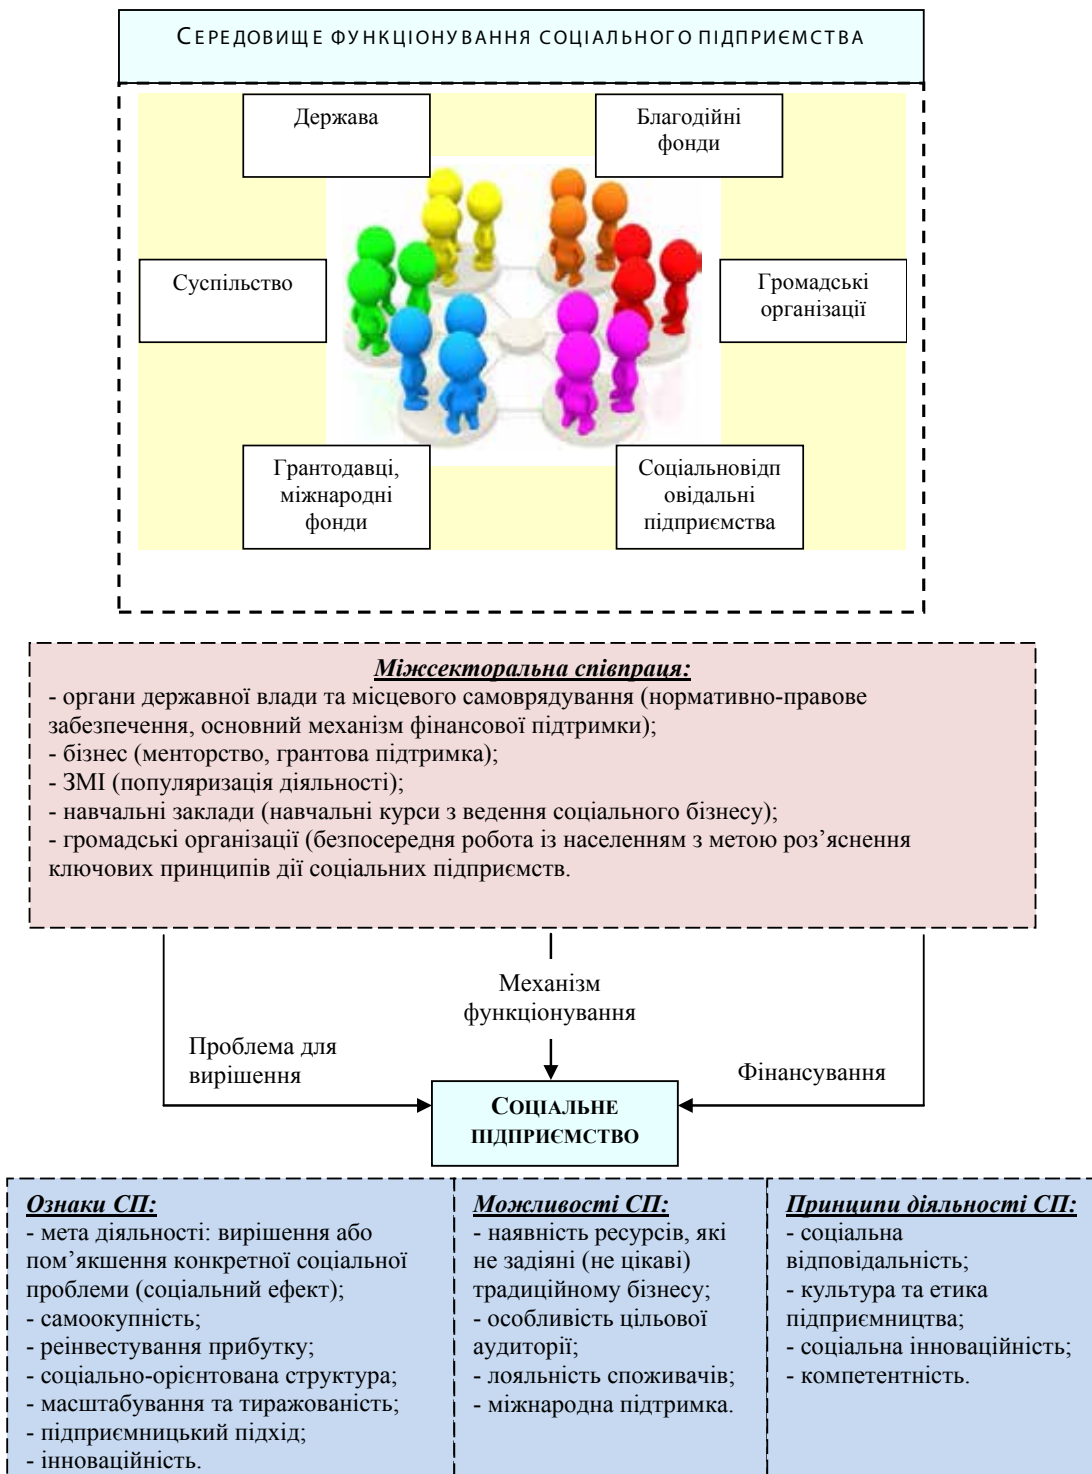 СЕРЕДОВИЩЕ ФУНКЦІОНУВАННЯ СОЦІАЛЬНОГО ПІДПРИЄМСТВА
Держава
Благодійні
фонди
Суспільство
Громадські
організації
Грантодавці,
міжнародні
фонди
Соціальновідп
овідальні
підприємства
Міжсекторальна співпраця:
- органи державної влади та місцевого самоврядування (нормативно-правове
забезпечення, основний механізм фінансової підтримки);
- бізнес (менторство, грантова підтримка);
- ЗМІ (популяризація діяльності);
- навчальні заклади (навчальні курси з ведення соціального бізнесу);
- громадські організації (безпосередня робота із населенням з метою роз’яснення
ключових принципів дії соціальних підприємств.
Механізм
функціонування
Проблема для
вирішення
Фінансування
СОЦІАЛЬНЕ
ПІДПРИЄМСТВО
Ознаки СП:
- мета діяльності: вирішення або
пом’якшення конкретної соціальної
проблеми (соціальний ефект);
- самоокупність;
- реінвестування прибутку;
- соціально-орієнтована структура;
- масштабування та тиражованість;
- підприємницький підхід;
- інноваційність.
Можливості СП:
- наявність ресурсів, які
не задіяні (не цікаві)
традиційному бізнесу;
- особливість цільової
аудиторії;
- лояльність споживачів;
- міжнародна підтримка.
Принципи діяльності СП:
- соціальна
відповідальність;
- культура та етика
підприємництва;
- соціальна інноваційність;
- компетентність.